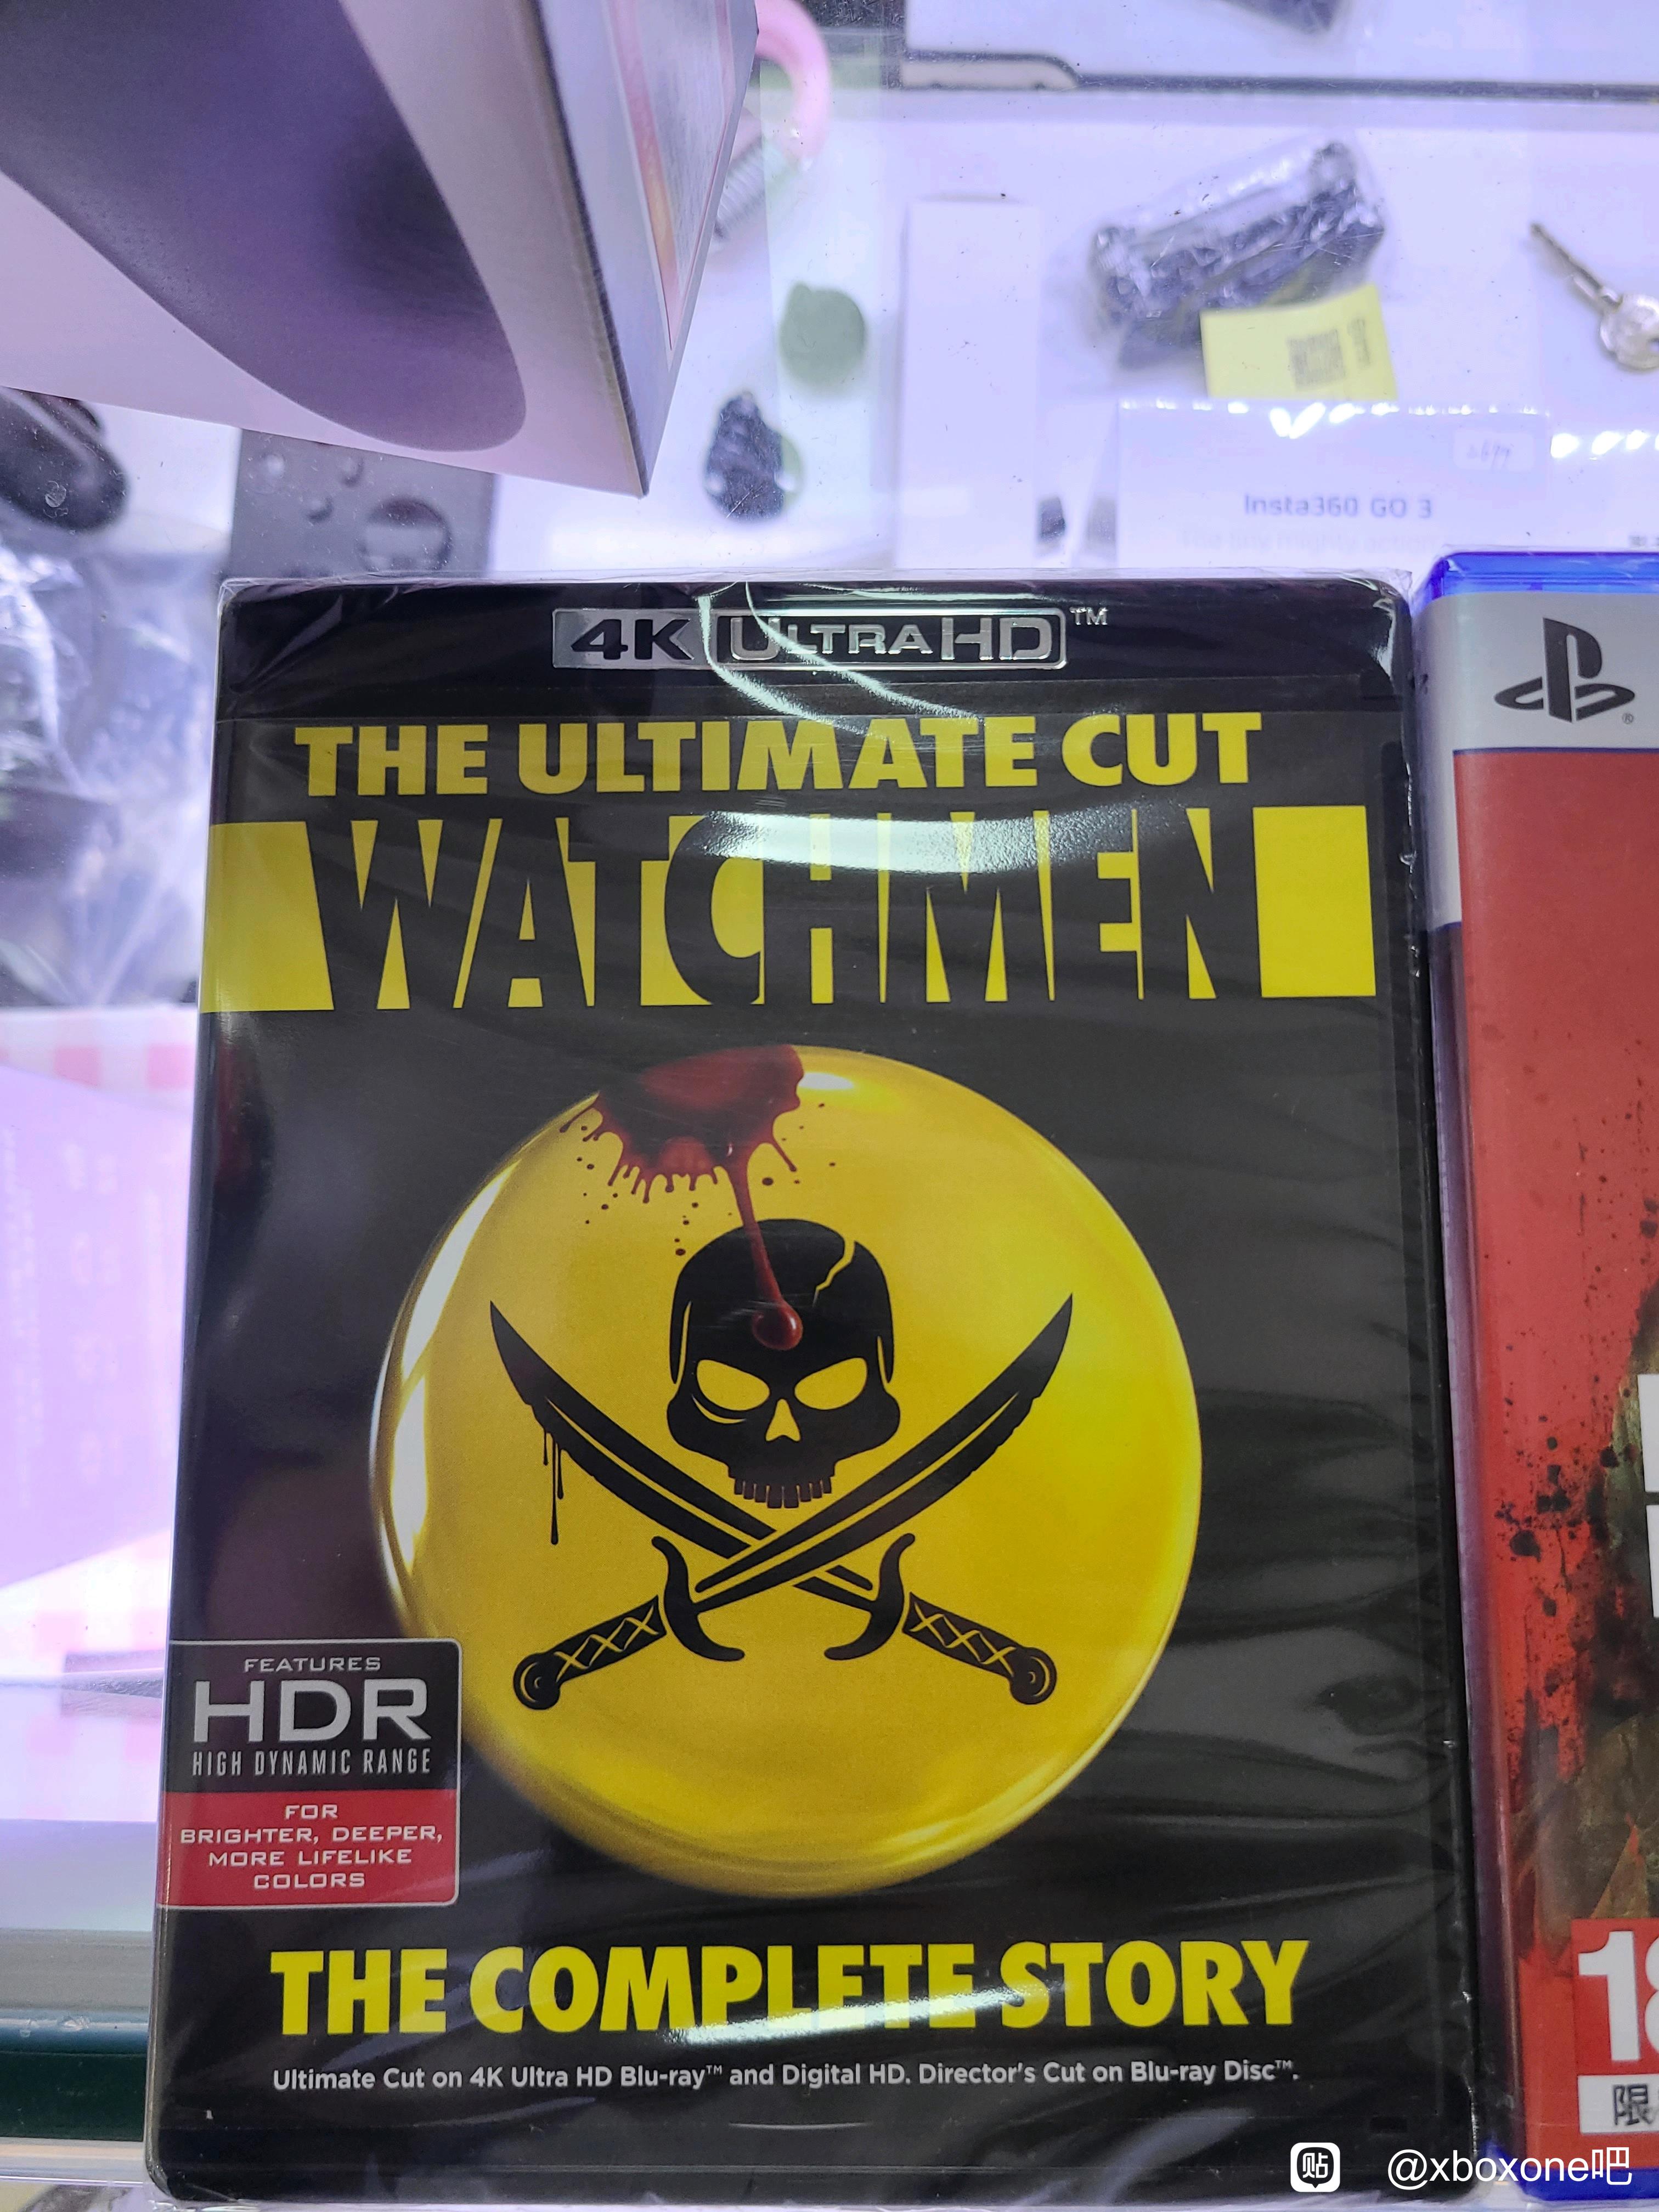 Insta360 GO 3
4K ULTRA HD™
THE ULTIMATE CUT
WATCHMEN
FEATURES
HDR
HIGH DYNAMIC RANGE
FOR
BRIGHTER, DEEPER,
MORE LIFELIKE
COLORS
THE COMPLETE STORY
Ultimate Cut on 4K Ultra HD Blu-ray™ and Digital HD. Director's Cut on Blu-ray Disc™.
18
限
@xboxone吧